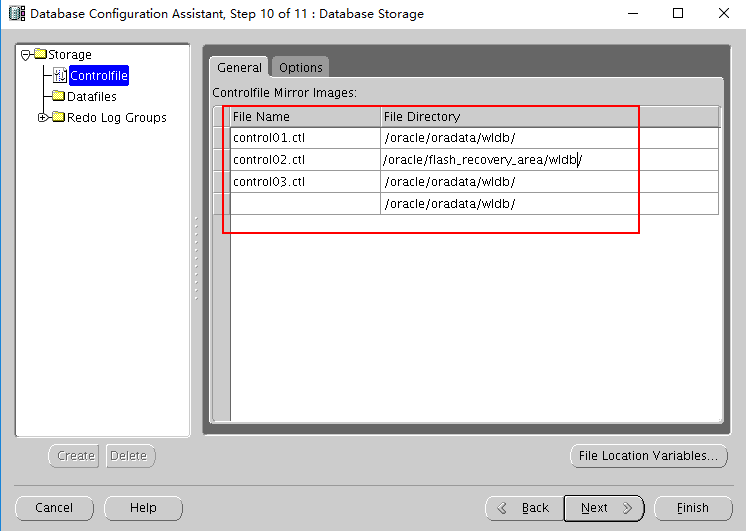 Database Configuration Assistant, Step 10 of 11 : Database Storage
Storage
Controlfile
Datafiles
Redo Log Groups
General Options
Controlfile Mirror Images:
File Name File Directory
control01.ctl /oracle/oradata/wldb/
control02.ctl /oracle/flash_recovery_area/wldb/
control03.ctl /oracle/oradata/wldb/
/oracle/oradata/wldb/
Create Delete
File Location Variables...
Cancel Help Back Next Finish